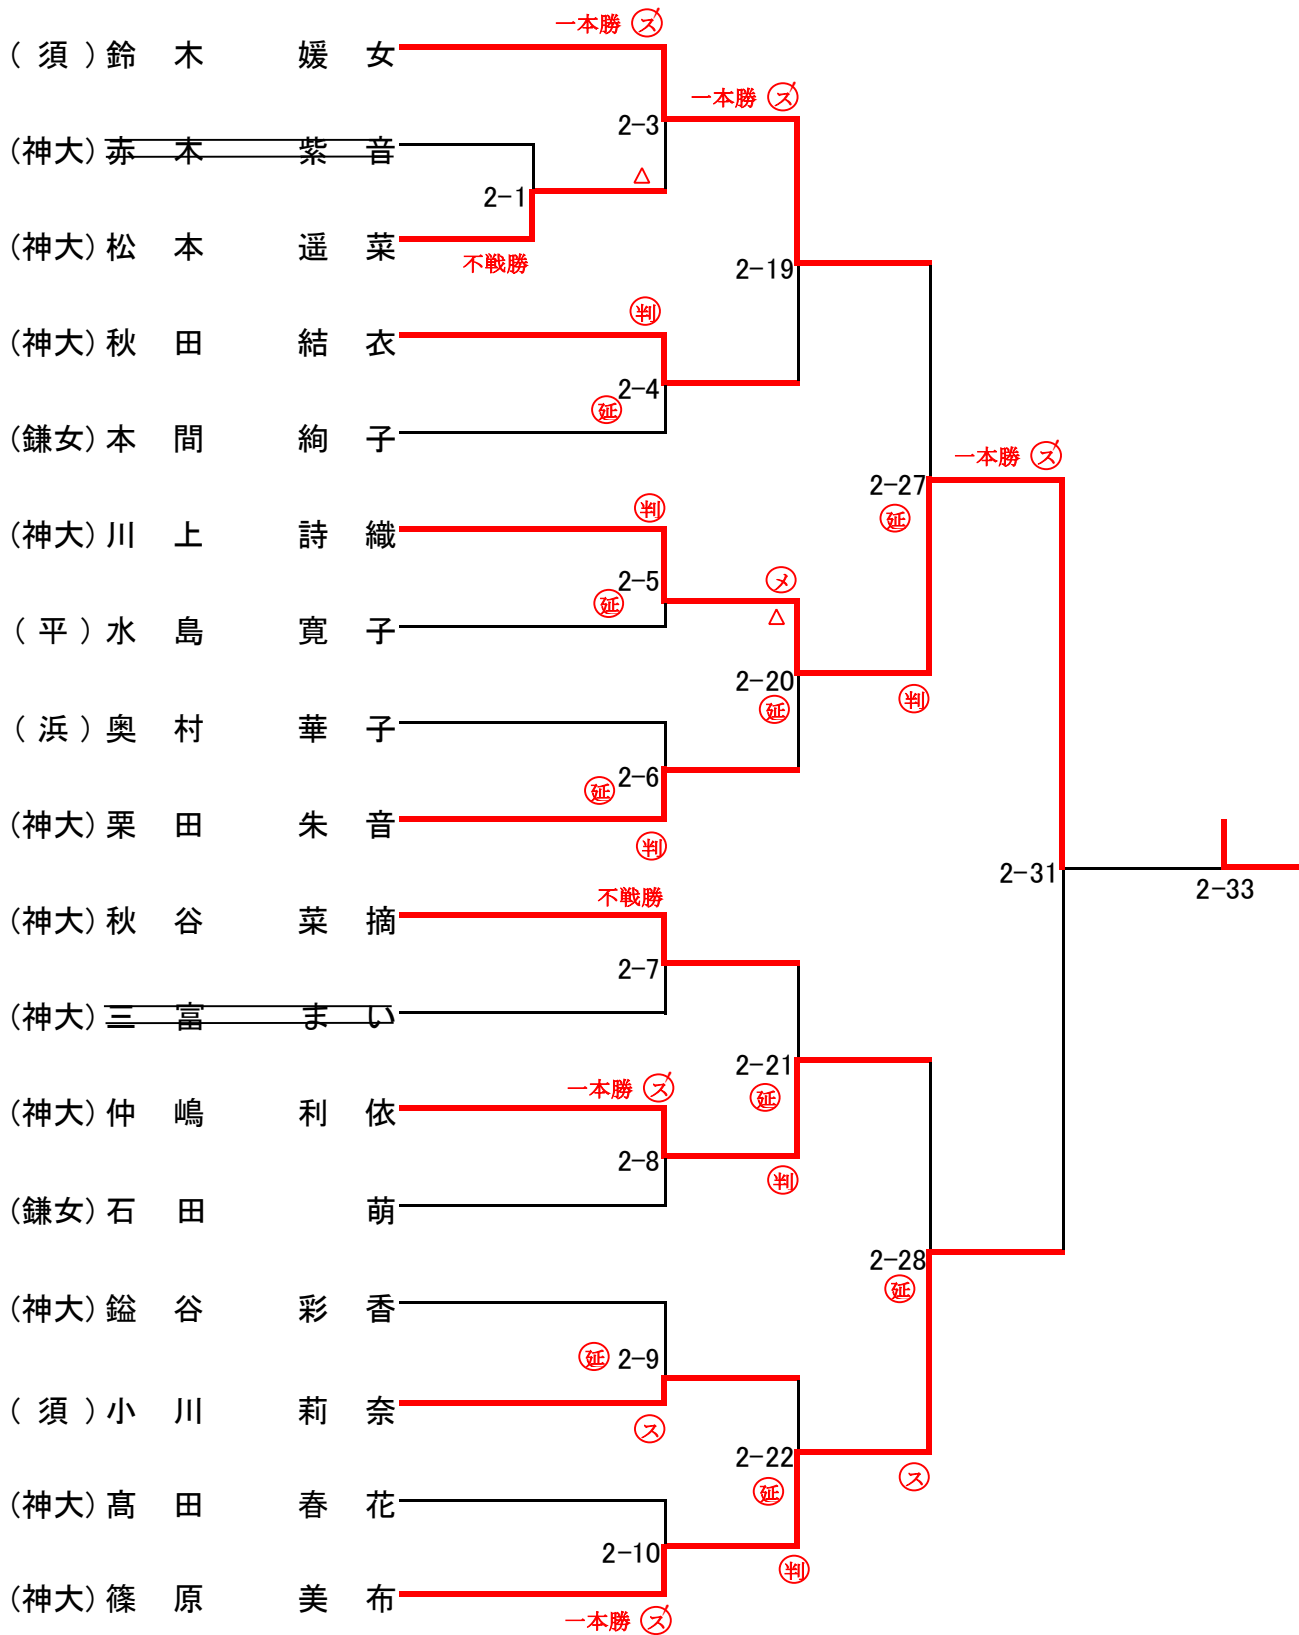 一本勝 ㋜
(須) 鈴木 媛女
一本勝 ㋜
2-3
(神大) 赤木 紫音
△
2-1
(神大) 松本 遥菜
不戦勝
2-19
判
(神大) 秋田 結衣
2-4
延
(鎌女) 本間 絢子
一本勝 ㋜
2-27
判
延
(神大) 川上 詩織
2-5
㋱
延
△
(平) 水島 寛子
2-20
判
延
(浜) 奥村 華子
2-6
延
(神大) 栗田 朱音
判
2-31
2-33
不戦勝
(神大) 秋谷 菜摘
2-7
(神大) 三富 まい
2-21
一本勝 ㋜
延
(神大) 仲嶋 利依
2-8
判
(鎌女) 石田 萌
2-28
延
(神大) 鎰谷 彩香
延 2-9
(須) 小川 莉奈
㋜
2-22
㋜
延
(神大) 髙田 春花
2-10
判
(神大) 篠原 美布
一本勝 ㋜